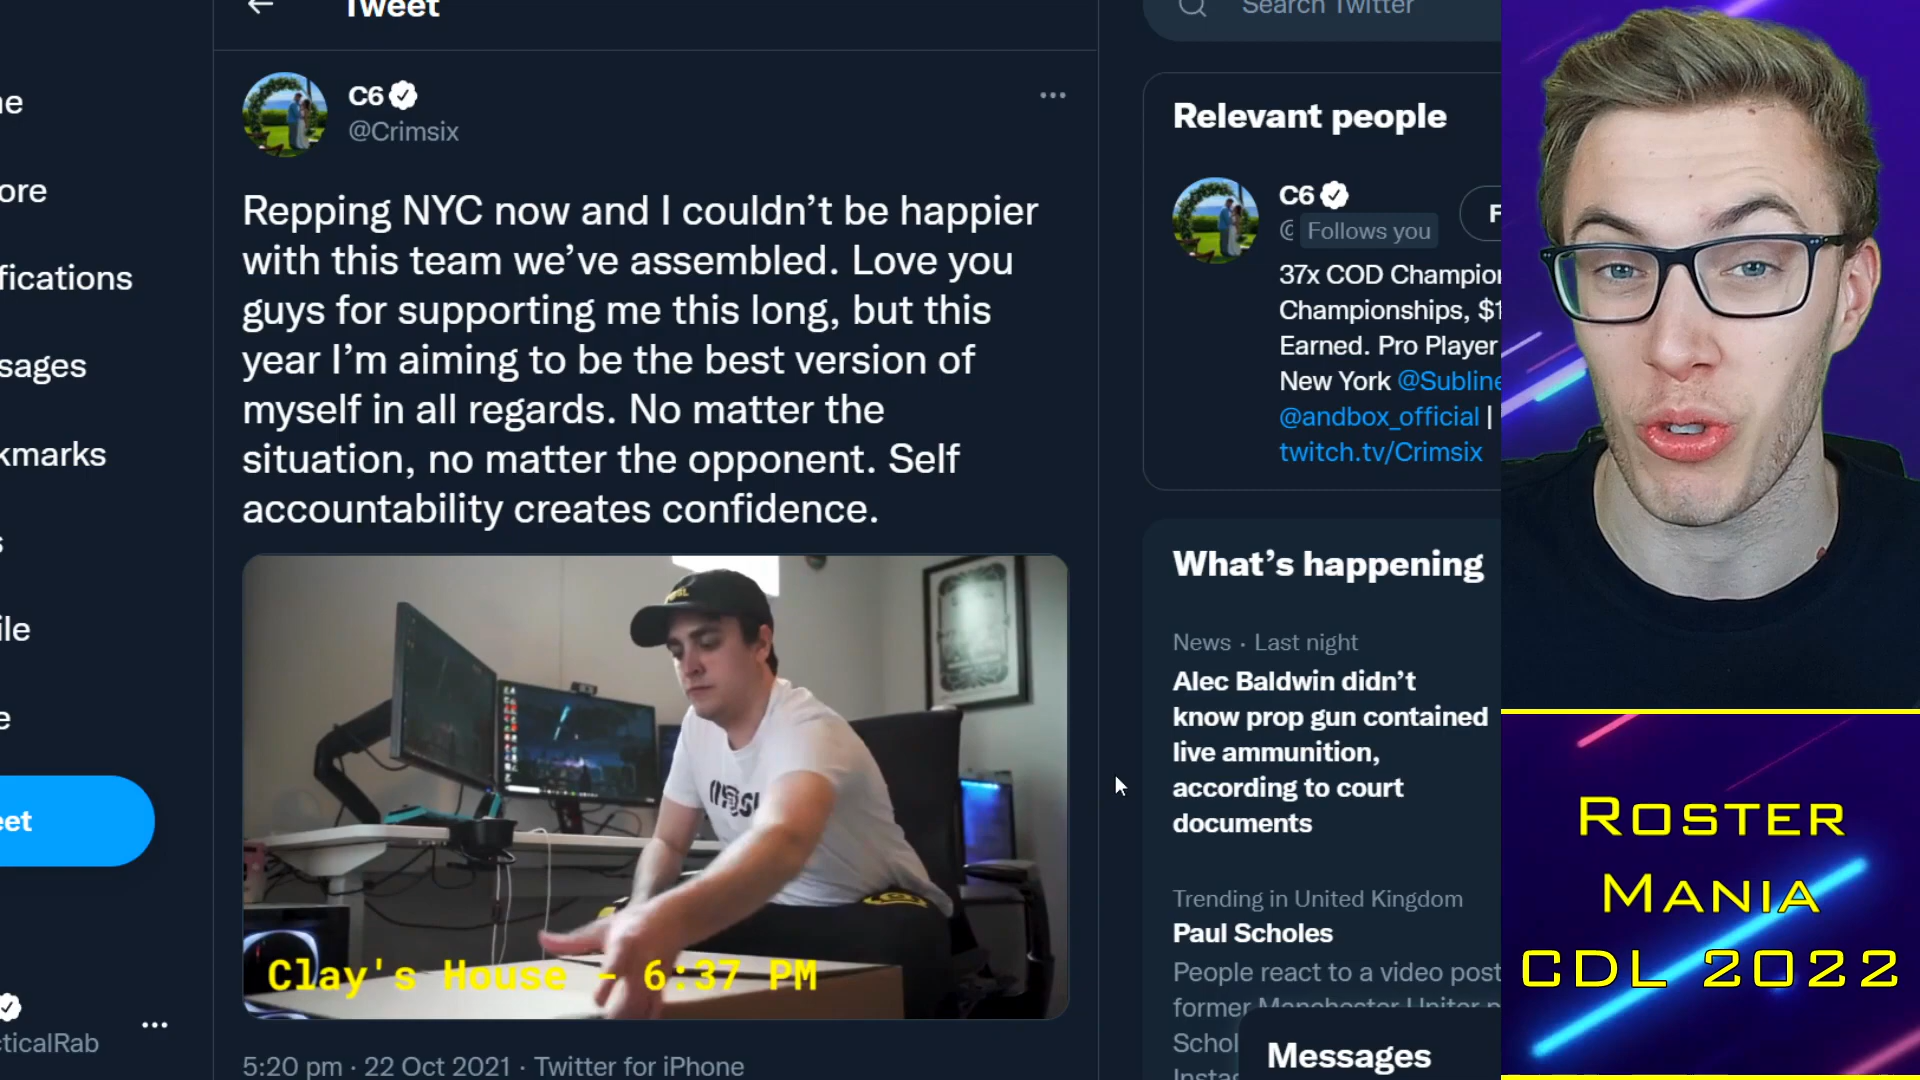 Tweet
Search Twitter
C6
@Crimsix
Repping NYC now and I couldn’t be happier
with this team we’ve assembled. Love you
guys for supporting me this long, but this
year I’m aiming to be the best version of
myself in all regards. No matter the
situation, no matter the opponent. Self
accountability creates confidence.
Clay's House - 6:37 PM
5:20 pm · 22 Oct 2021 · Twitter for iPhone
ne
ore
fications
sages
kmarks
s
ile
e
eet
cticalRab
Relevant people
C6
@ Follows you
F
37x COD Champion
Championships, $1
Earned. Pro Player
New York @Subline
@andbox_official |
twitch.tv/Crimsix
What’s happening
News · Last night
Alec Baldwin didn’t
know prop gun contained
live ammunition,
according to court
documents
Trending in United Kingdom
Paul Scholes
People react to a video post
former Manchester Unite
Schol
Messages
Roster
Mania
CDL 2022